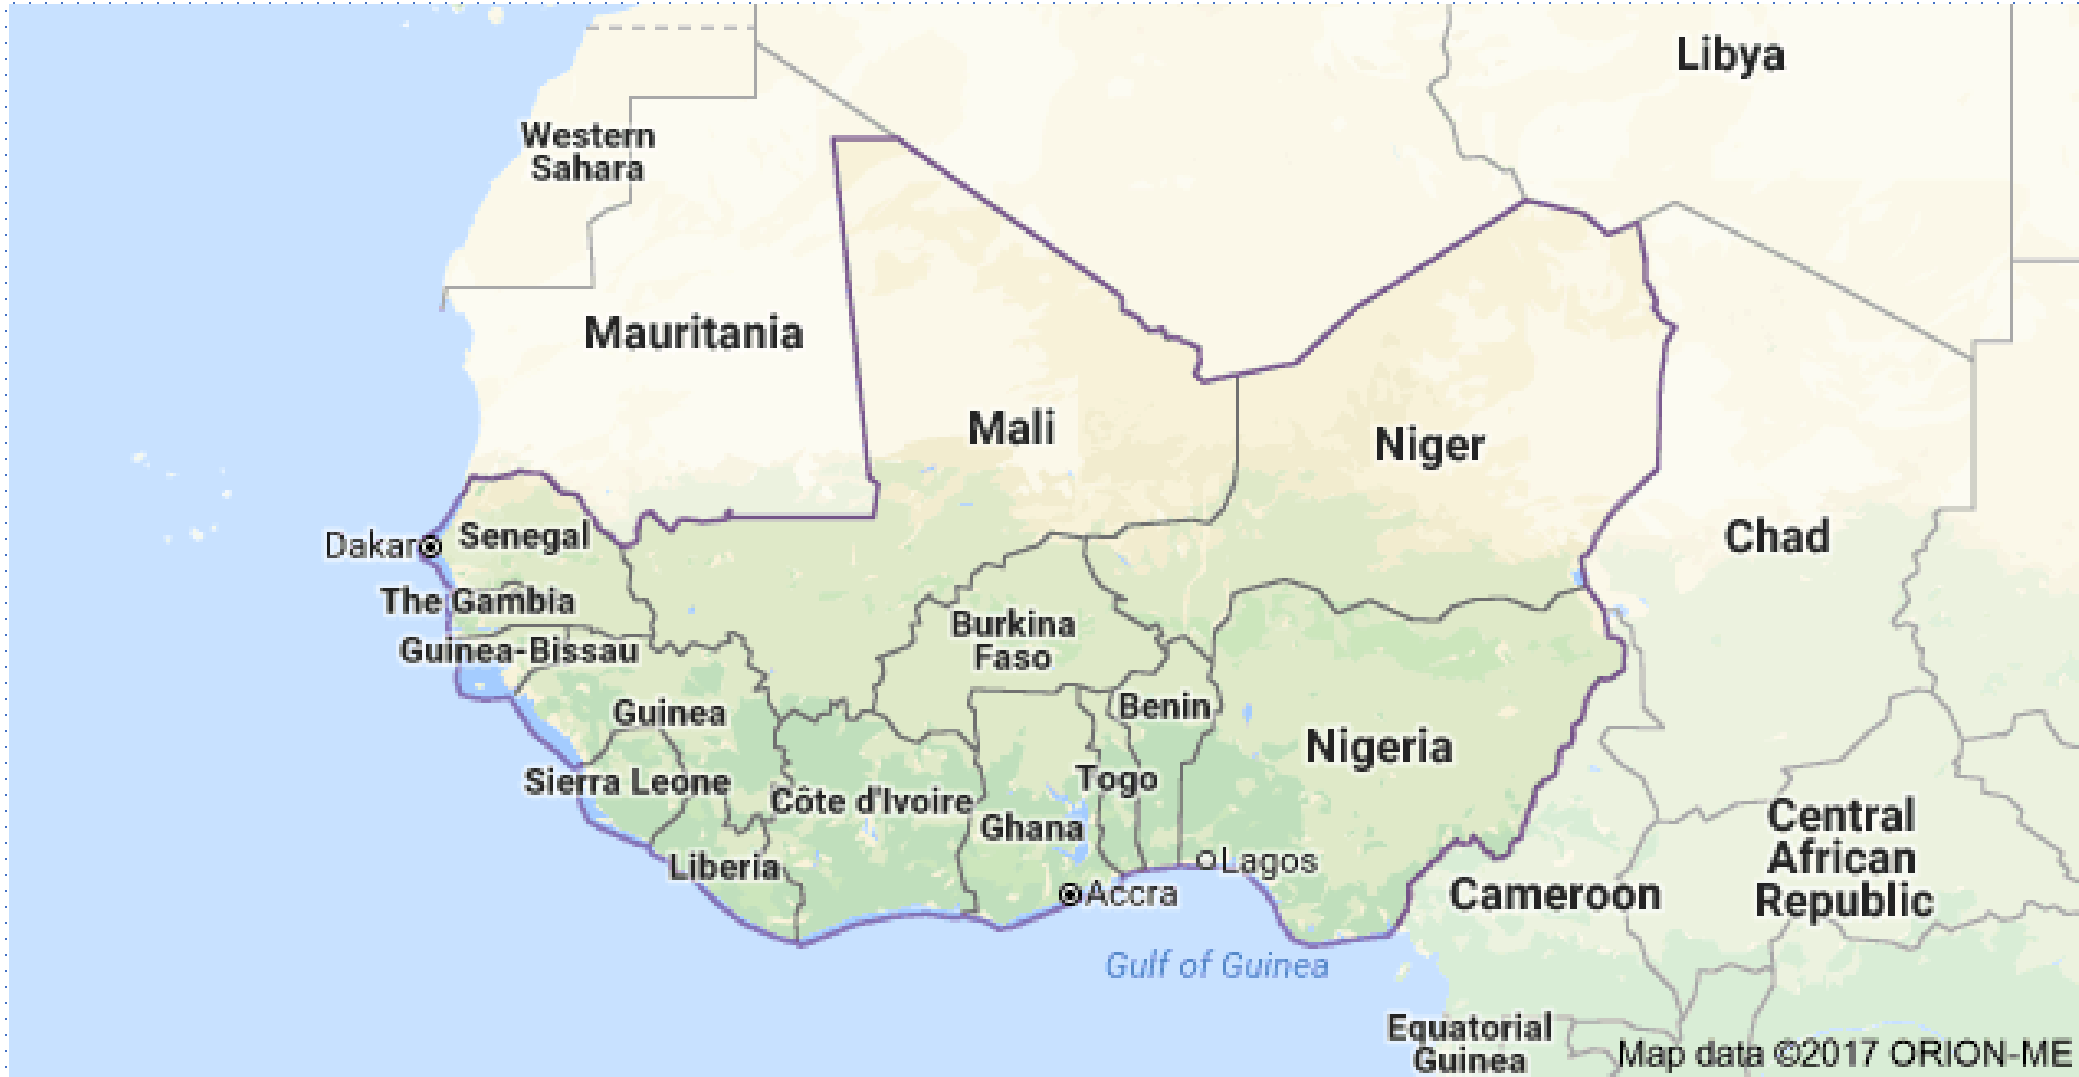 Libya
Western
Sahara
Mauritania
Mali
Niger
Dakar
Senegal
Chad
The Gambia
Burkina
Faso
Guinea-Bissau
Guinea
Benin
Nigeria
Sierra Leone
Togo
Côte d'Ivoire
Ghana
Central
African
Republic
Liberia
Lagos
Accra
Cameroon
Gulf of Guinea
Equatorial
Guinea
Map data ©2017 ORION-ME